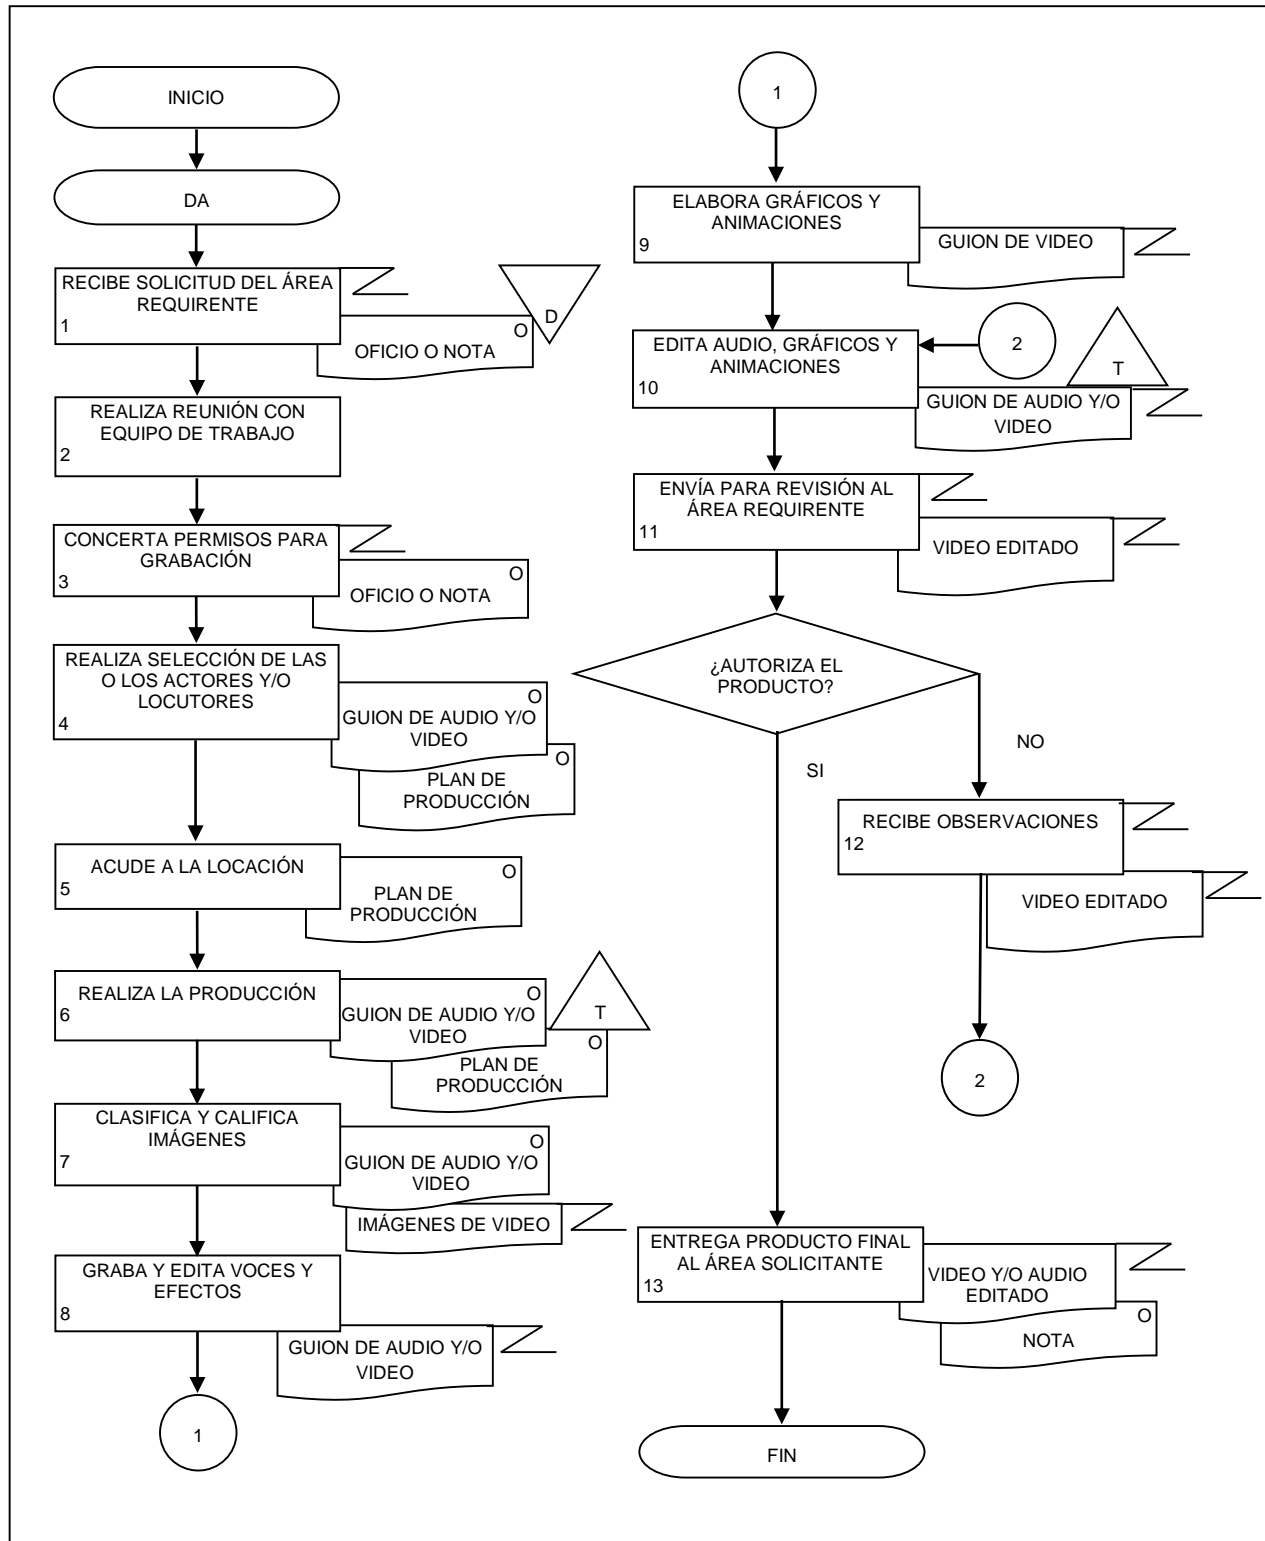 INICIO
DA
RECIBE SOLICITUD DEL ÁREA
REQUIRENTE
1
D
O
OFICIO O NOTA
REALIZA REUNIÓN CON
EQUIPO DE TRABAJO
2
CONCERTA PERMISOS PARA
GRABACIÓN
3
O
OFICIO O NOTA
REALIZA SELECCIÓN DE LAS
O LOS ACTORES Y/O
LOCUTORES
4
O
GUION DE AUDIO Y/O
VIDEO
O
PLAN DE
PRODUCCIÓN
ACUDE A LA LOCACIÓN
5
O
PLAN DE
PRODUCCIÓN
REALIZA LA PRODUCCIÓN
6
O
GUION DE AUDIO Y/O
VIDEO
T
O
PLAN DE
PRODUCCIÓN
CLASIFICA Y CALIFICA
IMÁGENES
7
O
GUION DE AUDIO Y/O
VIDEO
IMÁGENES DE VIDEO
GRABA Y EDITA VOCES Y
EFECTOS
8
GUION DE AUDIO Y/O
VIDEO
1
1
ELABORA GRÁFICOS Y
ANIMACIONES
9
GUION DE VIDEO
EDITA AUDIO, GRÁFICOS Y
ANIMACIONES
10
2
T
GUION DE AUDIO Y/O
VIDEO
ENVÍA PARA REVISIÓN AL
ÁREA REQUIRENTE
11
VIDEO EDITADO
¿AUTORIZA EL
PRODUCTO?
NO
SI
RECIBE OBSERVACIONES
12
VIDEO EDITADO
2
ENTREGA PRODUCTO FINAL
AL ÁREA SOLICITANTE
13
VIDEO Y/O AUDIO
EDITADO
O
NOTA
FIN